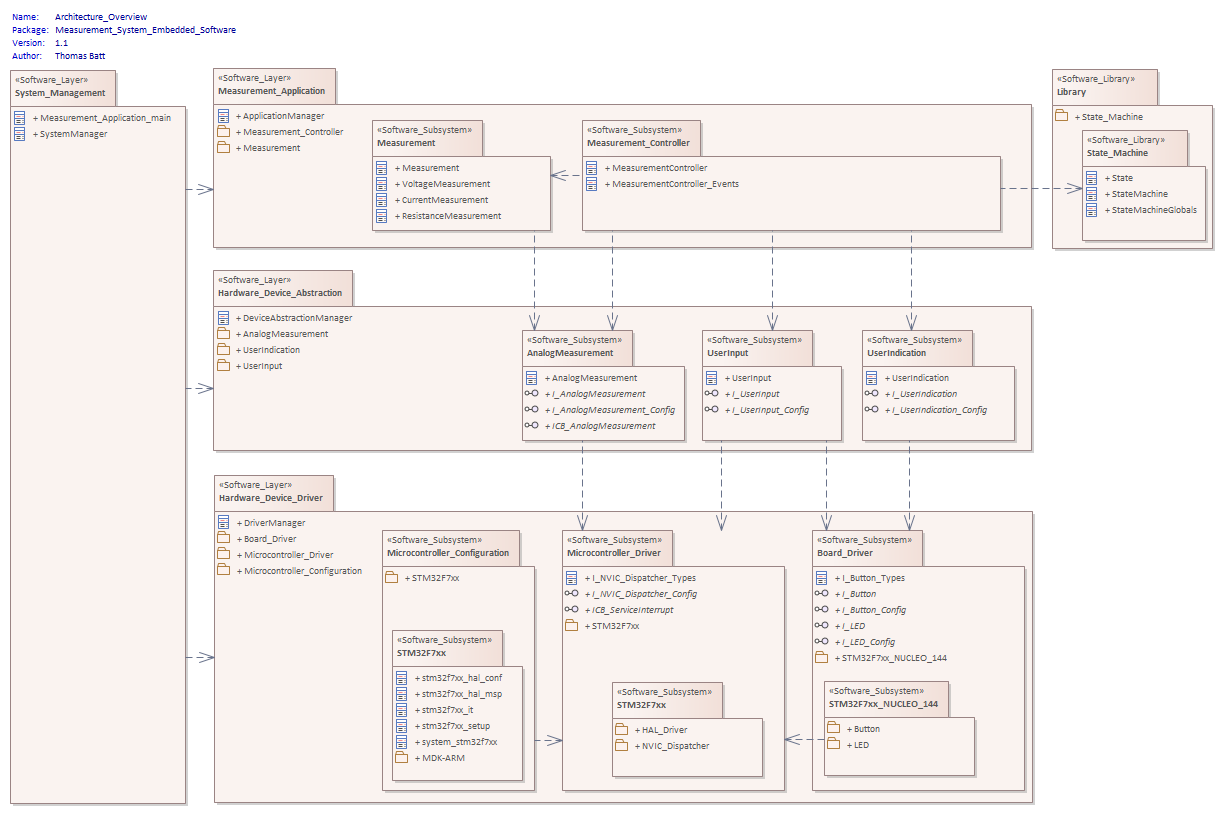 Name: Architecture_Overview
Package: Measurement_System_Embedded_Software
Version: 1.1
Author: Thomas Batt
«Software_Layer»
System_Management
+ Measurement_Application_main
+ SystemManager
«Software_Layer»
Measurement_Application
+ ApplicationManager
+ Measurement_Controller
+ Measurement
«Software_Subsystem»
Measurement
+ Measurement
+ VoltageMeasurement
+ CurrentMeasurement
+ ResistanceMeasurement
«Software_Subsystem»
Measurement_Controller
+ MeasurementController
+ MeasurementController_Events
«Software_Library»
Library
+ State_Machine
«Software_Library»
State_Machine
+ State
+ StateMachine
+ StateMachineGlobals
«Software_Layer»
Hardware_Device_Abstraction
+ DeviceAbstractionManager
+ AnalogMeasurement
+ UserIndication
+ UserInput
«Software_Subsystem»
AnalogMeasurement
+ AnalogMeasurement
+ I_AnalogMeasurement
+ I_AnalogMeasurement_Config
+ ICB_AnalogMeasurement
«Software_Subsystem»
UserInput
+ UserInput
+ I_UserInput
+ I_UserInput_Config
«Software_Subsystem»
UserIndication
+ UserIndication
+ I_UserIndication
+ I_UserIndication_Config
«Software_Layer»
Hardware_Device_Driver
+ DriverManager
+ Board_Driver
+ Microcontroller_Driver
+ Microcontroller_Configuration
«Software_Subsystem»
Microcontroller_Configuration
+ STM32F7xx
«Software_Subsystem»
STM32F7xx
+ stm32f7xx_hal_conf
+ stm32f7xx_hal_msp
+ stm32f7xx_it
+ stm32f7xx_setup
+ system_stm32f7xx
+ MDK-ARM
«Software_Subsystem»
Microcontroller_Driver
+ I_NVIC_Dispatcher_Types
+ I_NVIC_Dispatcher_Config
+ ICB_ServiceInterrupt
+ STM32F7xx
«Software_Subsystem»
STM32F7xx
+ HAL_Driver
+ NVIC_Dispatcher
«Software_Subsystem»
Board_Driver
+ I_Button_Types
+ I_Button
+ I_Button_Config
+ I_LED
+ I_LED_Config
+ STM32F7xx_NUCLEO_144
«Software_Subsystem»
STM32F7xx_NUCLEO_144
+ Button
+ LED